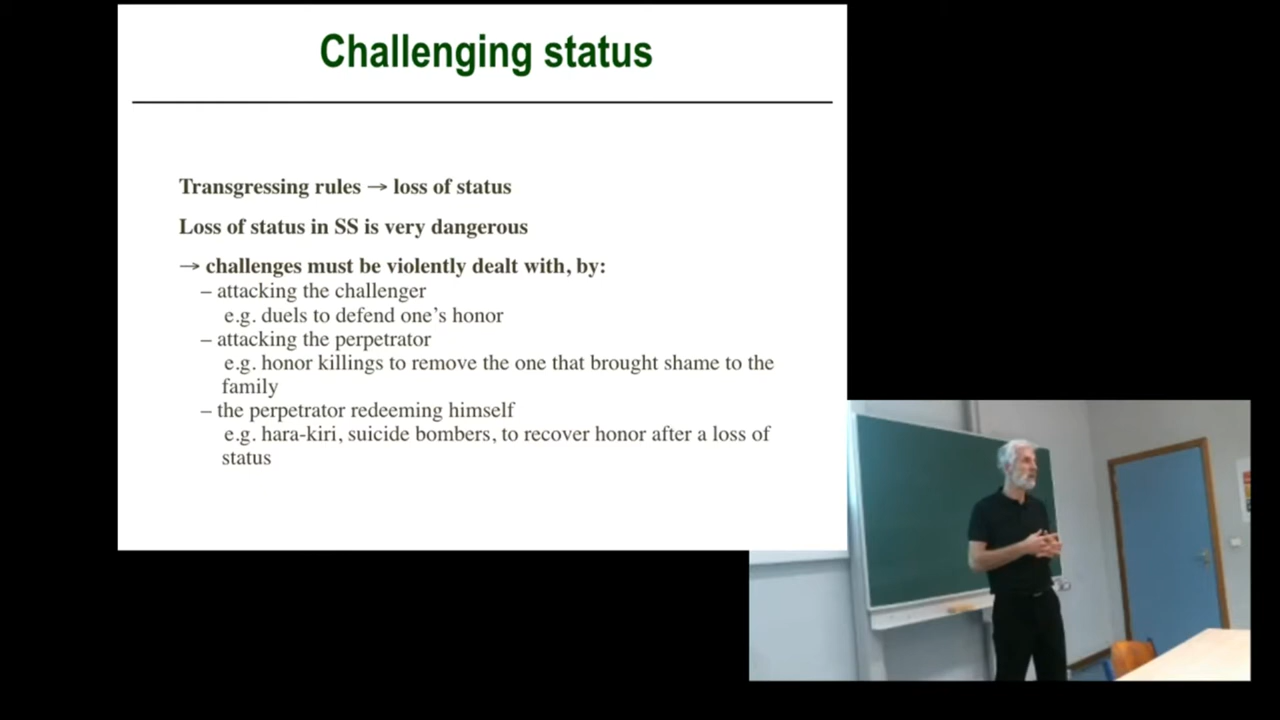 Challenging status
Transgressing rules → loss of status
Loss of status in SS is very dangerous
→ challenges must be violently dealt with, by:
– attacking the challenger
e.g. duels to defend one’s honor
– attacking the perpetrator
e.g. honor killings to remove the one that brought shame to the
family
– the perpetrator redeeming himself
e.g. hara-kiri, suicide bombers, to recover honor after a loss of
status